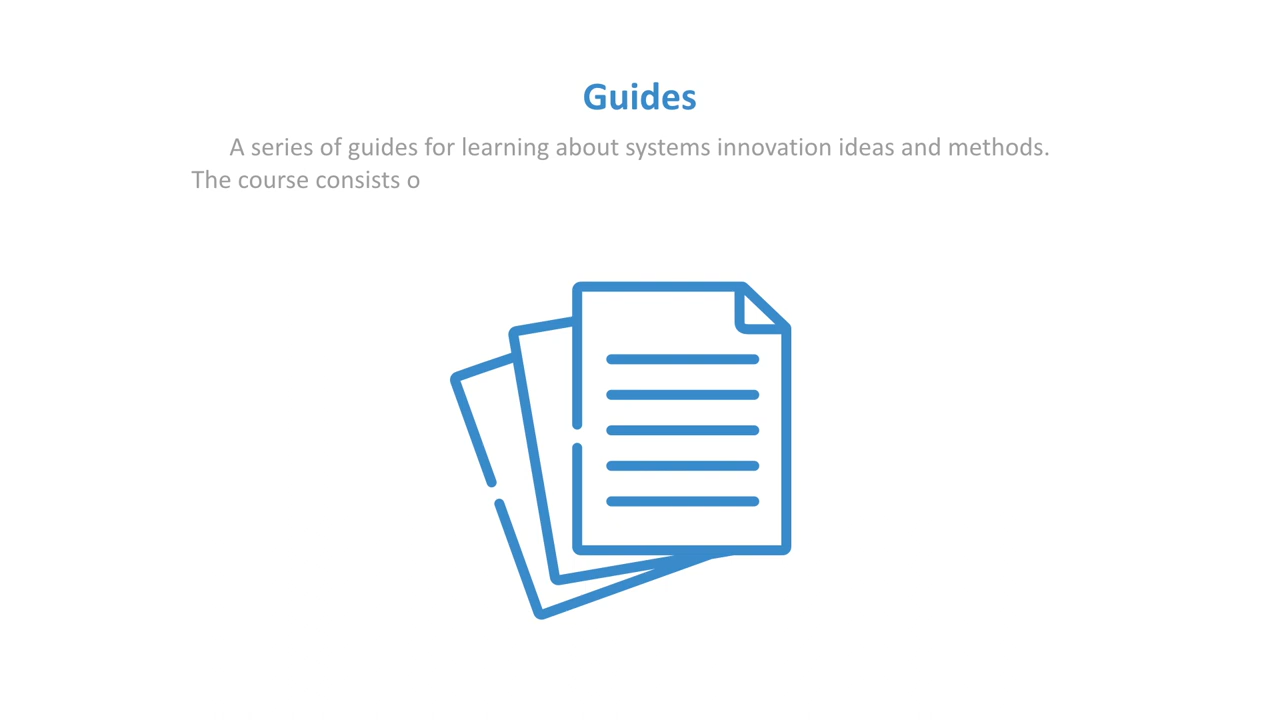 Guides
A series of guides for learning about systems innovation ideas and methods.
The course consists o